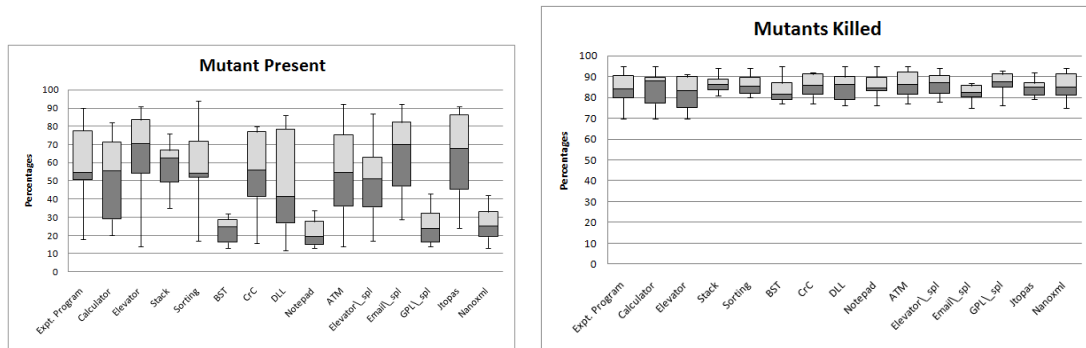 Mutant Present
Percentages
100
90
80
70
60
50
40
30
20
10
0
Expt. Program
Calculator
Elevator
Stack
Sorting
BST
CrC
DLL
Notepad
ATM
Elevator\_spl
Email\_spl
GPL\_spl
Jtopas
Nanoxml
Mutants Killed
Percentages
100
90
80
70
60
50
40
30
20
10
0
Expt. Program
Calculator
Elevator
Stack
Sorting
BST
CrC
DLL
Notepad
ATM
Elevator\_spl
Email\_spl
GPL\_spl
Jtopas
Nanoxml